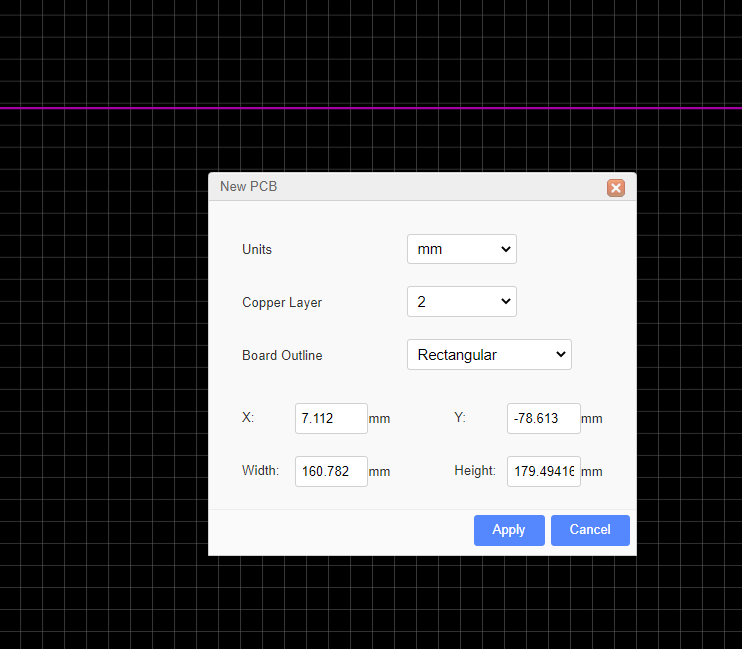 New PCB
Units mm
Copper Layer 2
Board Outline Rectangular
X: 7.112 mm Y: -78.613 mm
Width: 160.782 mm Height: 179.49416 mm
Apply Cancel